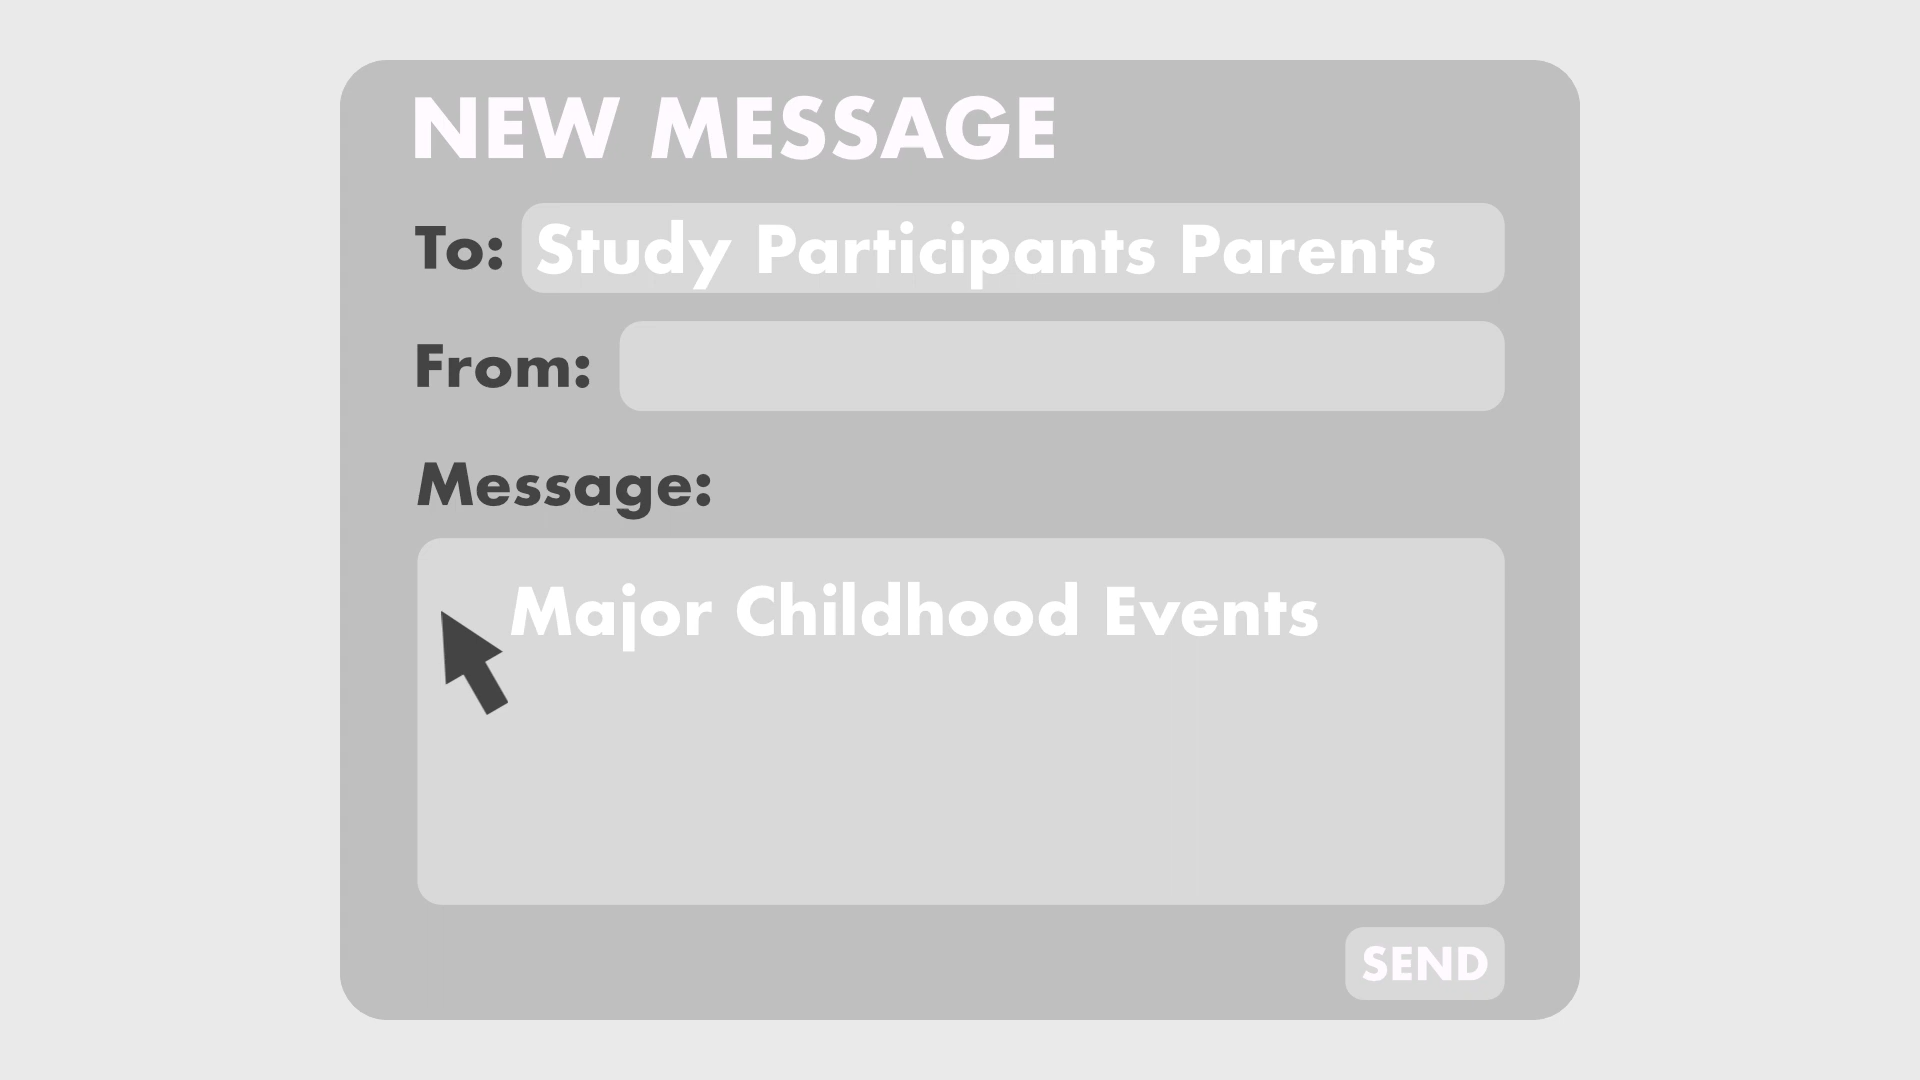 NEW MESSAGE
To: Study Participants Parents
From:
Message:
Major Childhood Events
SEND